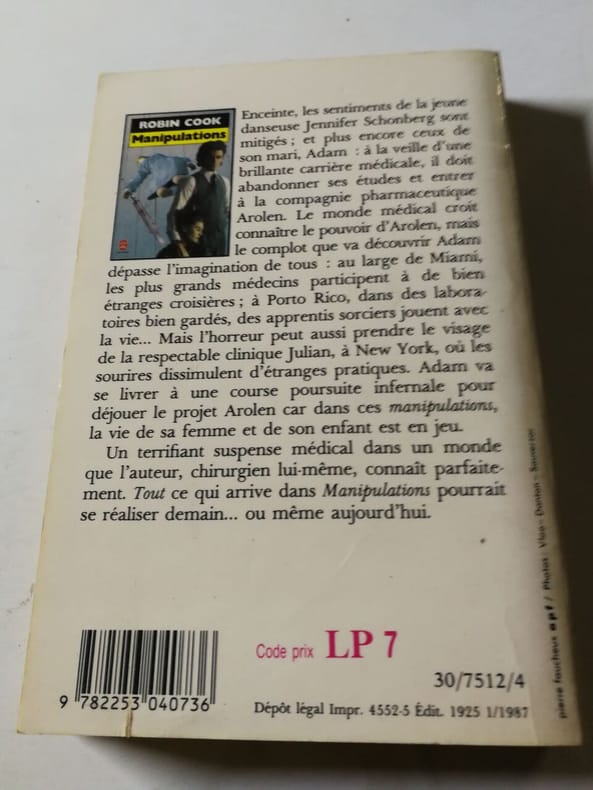 ROBIN COOK
Manipulations
Enceinte, les sentiments de la jeune
danseuse Jennifer Schonberg sont
mitigés ; et plus encore ceux de
son mari, Adam : à la veille d'une
brillante carrière médicale, il doit
abandonner ses études et entrer
à la compagnie pharmaceutique
Arolen. Le monde médical croit
connaître le pouvoir d'Arolen, mais
le complot que va découvrir Adam
dépasse l'imagination de tous : au large de Miami,
les plus grands médecins participent à de bien
étranges croisières ; à Porto Rico, dans des labora-
toires bien gardés, des apprentis sorciers jouent avec
la vie... Mais l'horreur peut aussi prendre le visage
de la respectable clinique Julian, à New York, où les
sourires dissimulent d'étranges pratiques. Adam va
se livrer à une course poursuite infernale pour
déjouer le projet Arolen car dans ces manipulations,
la vie de sa femme et de son enfant est en jeu.
Un terrifiant suspense médical dans un monde
que l'auteur, chirurgien lui-même, connaît parfaite-
ment. Tout ce qui arrive dans Manipulations pourrait
se réaliser demain... ou même aujourd'hui.
Code prix LP 7
30/7512/4
9 782253 040736
Dépôt légal Impr. 4552-5 Édit. 1925 1/1987
pierre faucheux epf / Photos : Vloo - Danton - Sauveron